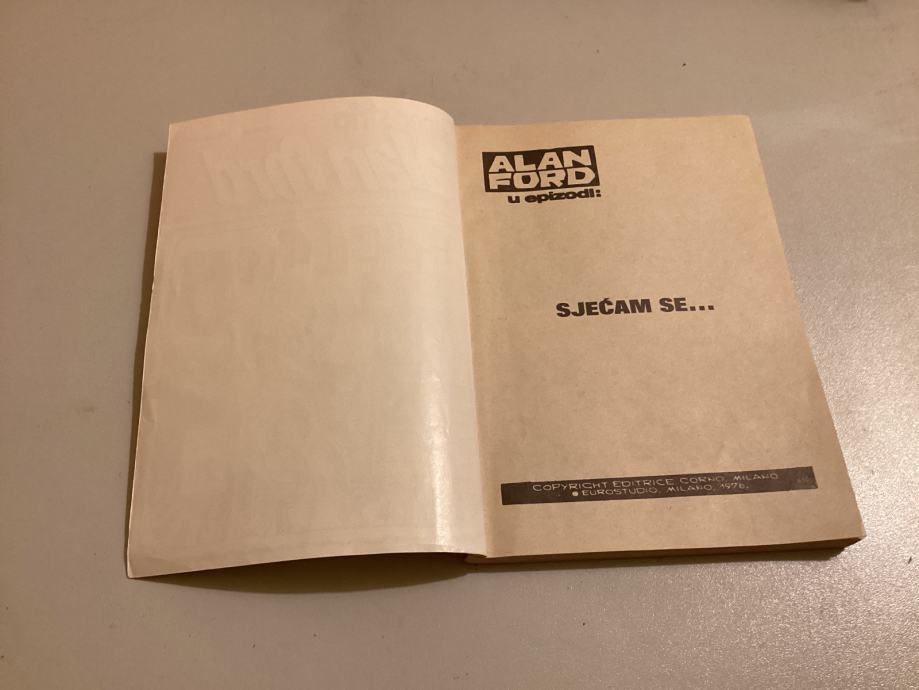 ALAN
FORD
u epizodi:
SJEĆAM SE...
COPYRIGHT EDITRICE CORNO, MILANO
● EUROSTUDIO, MILANO, 1976.